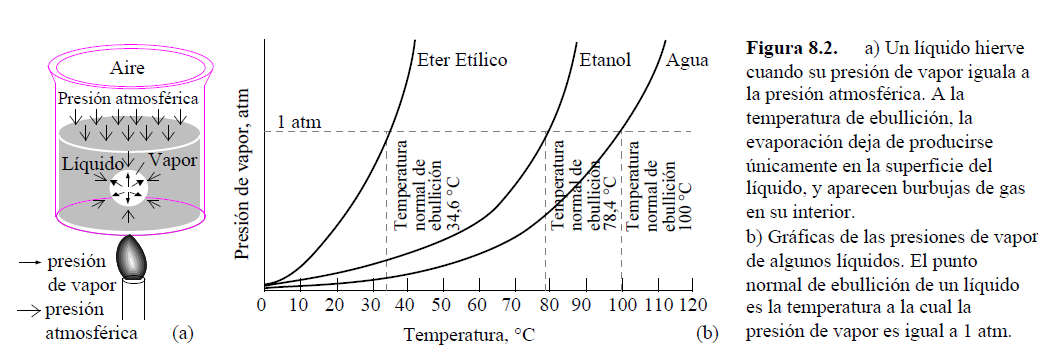 Aire
Presión atmosférica
Líquido
Vapor
presión
de vapor
presión
atmosférica
(a)
Presión de vapor, atm
1 atm
Eter Etílico
Etanol
Agua
Temperatura
normal de
ebullición
34,6 °C
Temperatura
normal de
ebullición
78,4 °C
Temperatura
normal de
ebullición
100 °C
0 10 20 30 40 50 60 70 80 90 100 110 120
Temperatura, °C
(b)
Figura 8.2. a) Un líquido hierve
cuando su presión de vapor iguala a
la presión atmosférica. A la
temperatura de ebullición, la
evaporación deja de producirse
únicamente en la superficie del
líquido, y aparecen burbujas de gas
en su interior.
b) Gráficas de las presiones de vapor
de algunos líquidos. El punto
normal de ebullición de un líquido
es la temperatura a la cual la
presión de vapor es igual a 1 atm.